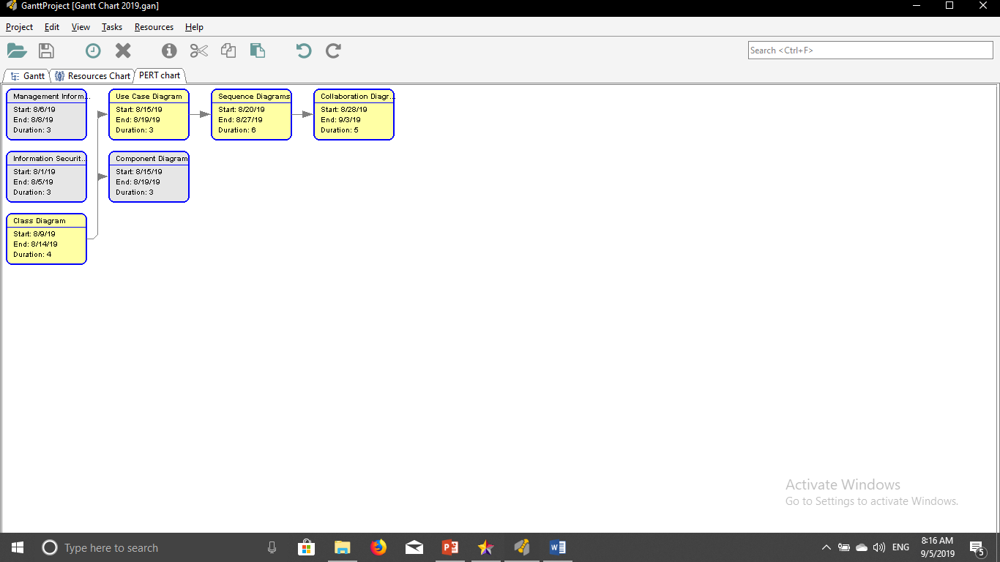 GanttProject [Gantt Chart 2019.gan]
Project Edit View Tasks Resources Help
Search <Ctrl+F>
Gantt Resources Chart PERT chart
Management Inform...
Start: 8/6/19
End: 8/8/19
Duration: 3
Use Case Diagram
Start: 8/15/19
End: 8/19/19
Duration: 3
Sequence Diagrams
Start: 8/20/19
End: 8/27/19
Duration: 6
Collaboration Diagr...
Start: 8/28/19
End: 9/3/19
Duration: 5
Information Securit...
Start: 8/1/19
End: 8/5/19
Duration: 3
Component Diagram
Start: 8/15/19
End: 8/19/19
Duration: 3
Class Diagram
Start: 8/9/19
End: 8/14/19
Duration: 4
Activate Windows
Go to Settings to activate Windows.
Type here to search
ENG
8:16 AM
9/5/2019
5